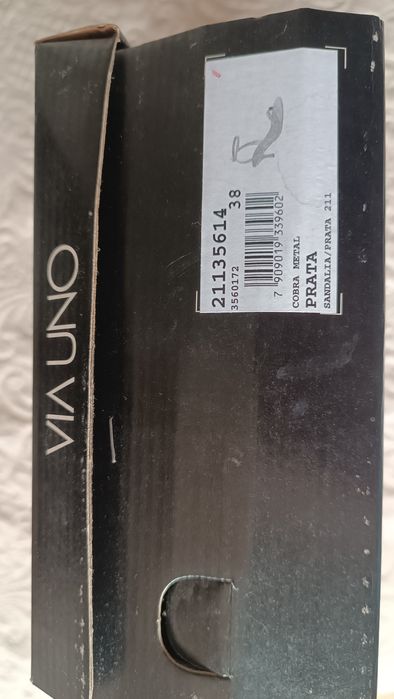 VIA UNO
21135614 38
3560172
7 909019 339602
COBRA METAL
PRATA
SANDALIA/PRATA 211